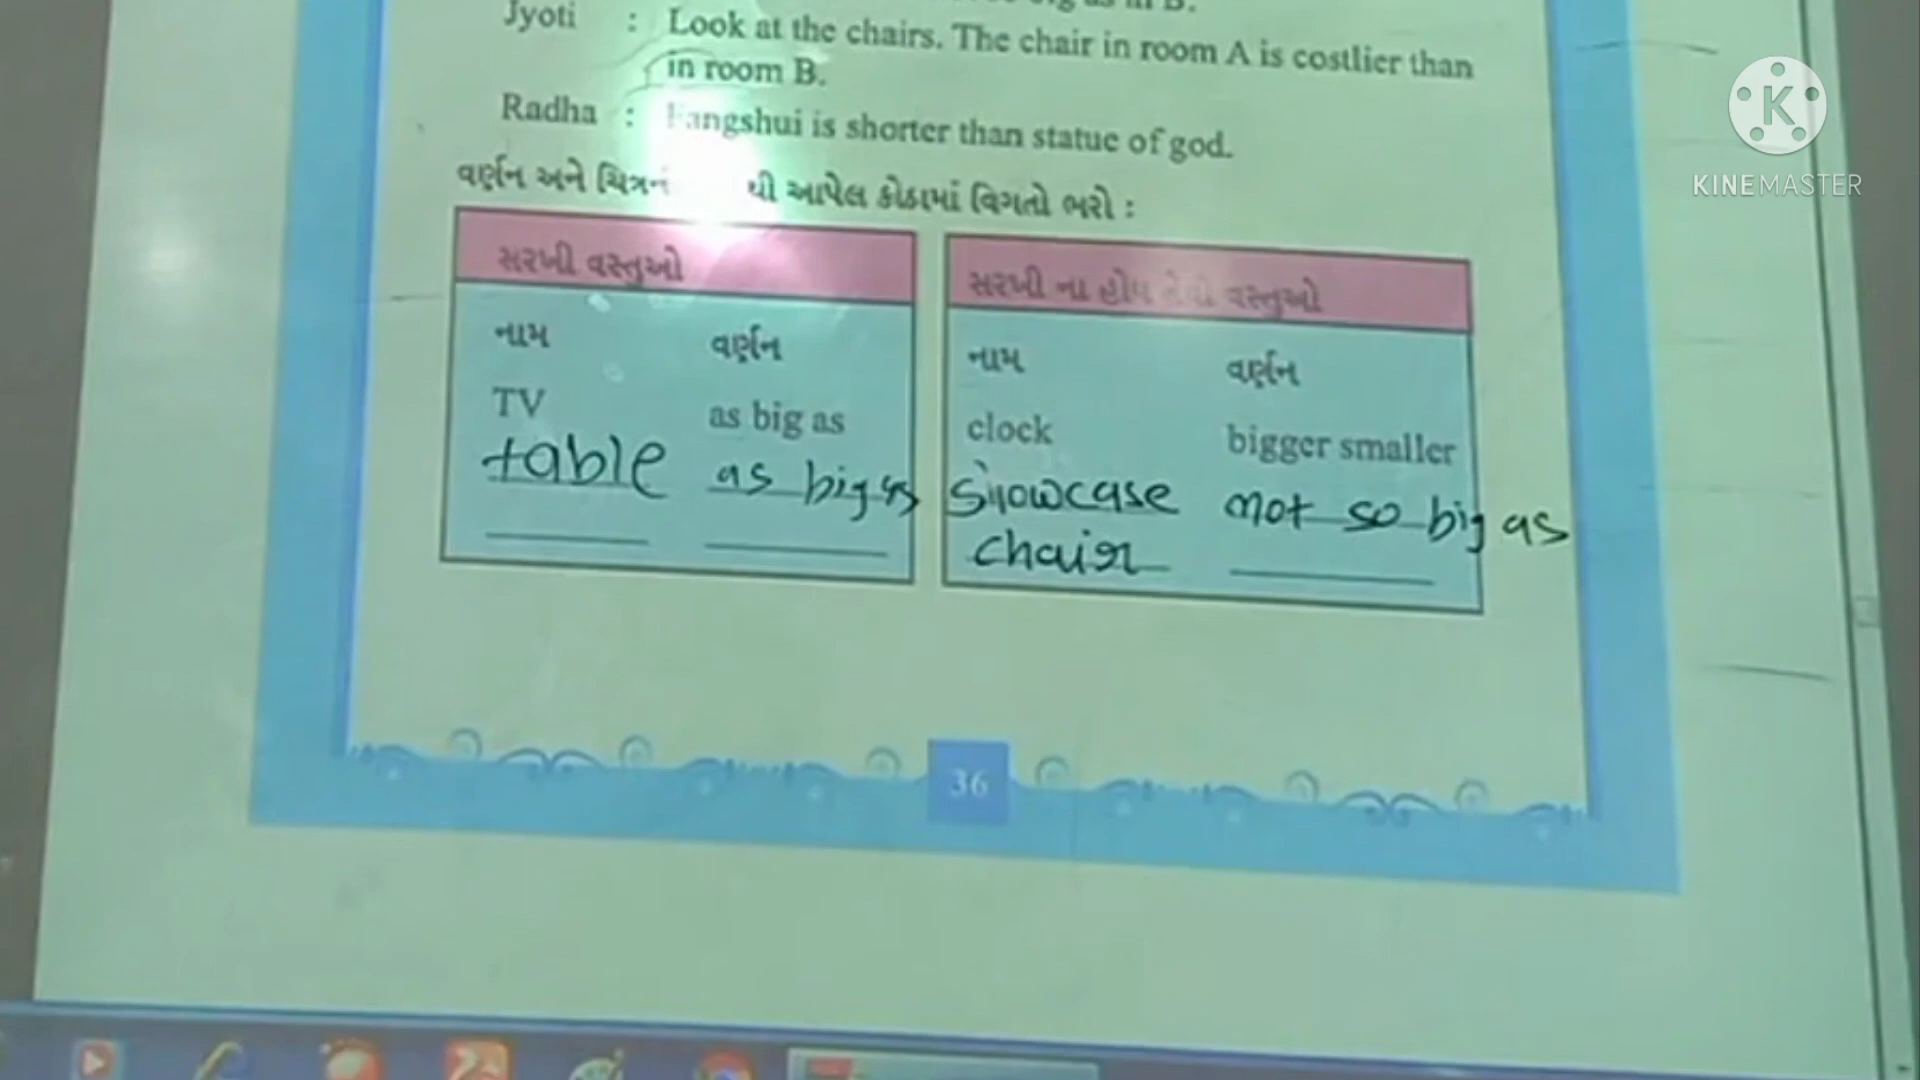 Jyoti : Look at the chairs. The chair in room A is costlier than
in room B.
Radha : Fangshui is shorter than statue of god.
વર્ણન અને ચિત્રન થી આપેલ કોઠામાં વિગતો ભરો :
સરખી વસ્તુઓ
નામ વર્ણન
TV as big as
table as big as
સરખી ના હોય તેવી વસ્તુઓ
નામ વર્ણન
clock bigger smaller
showcase not so big as
chair
36
KINEMASTER